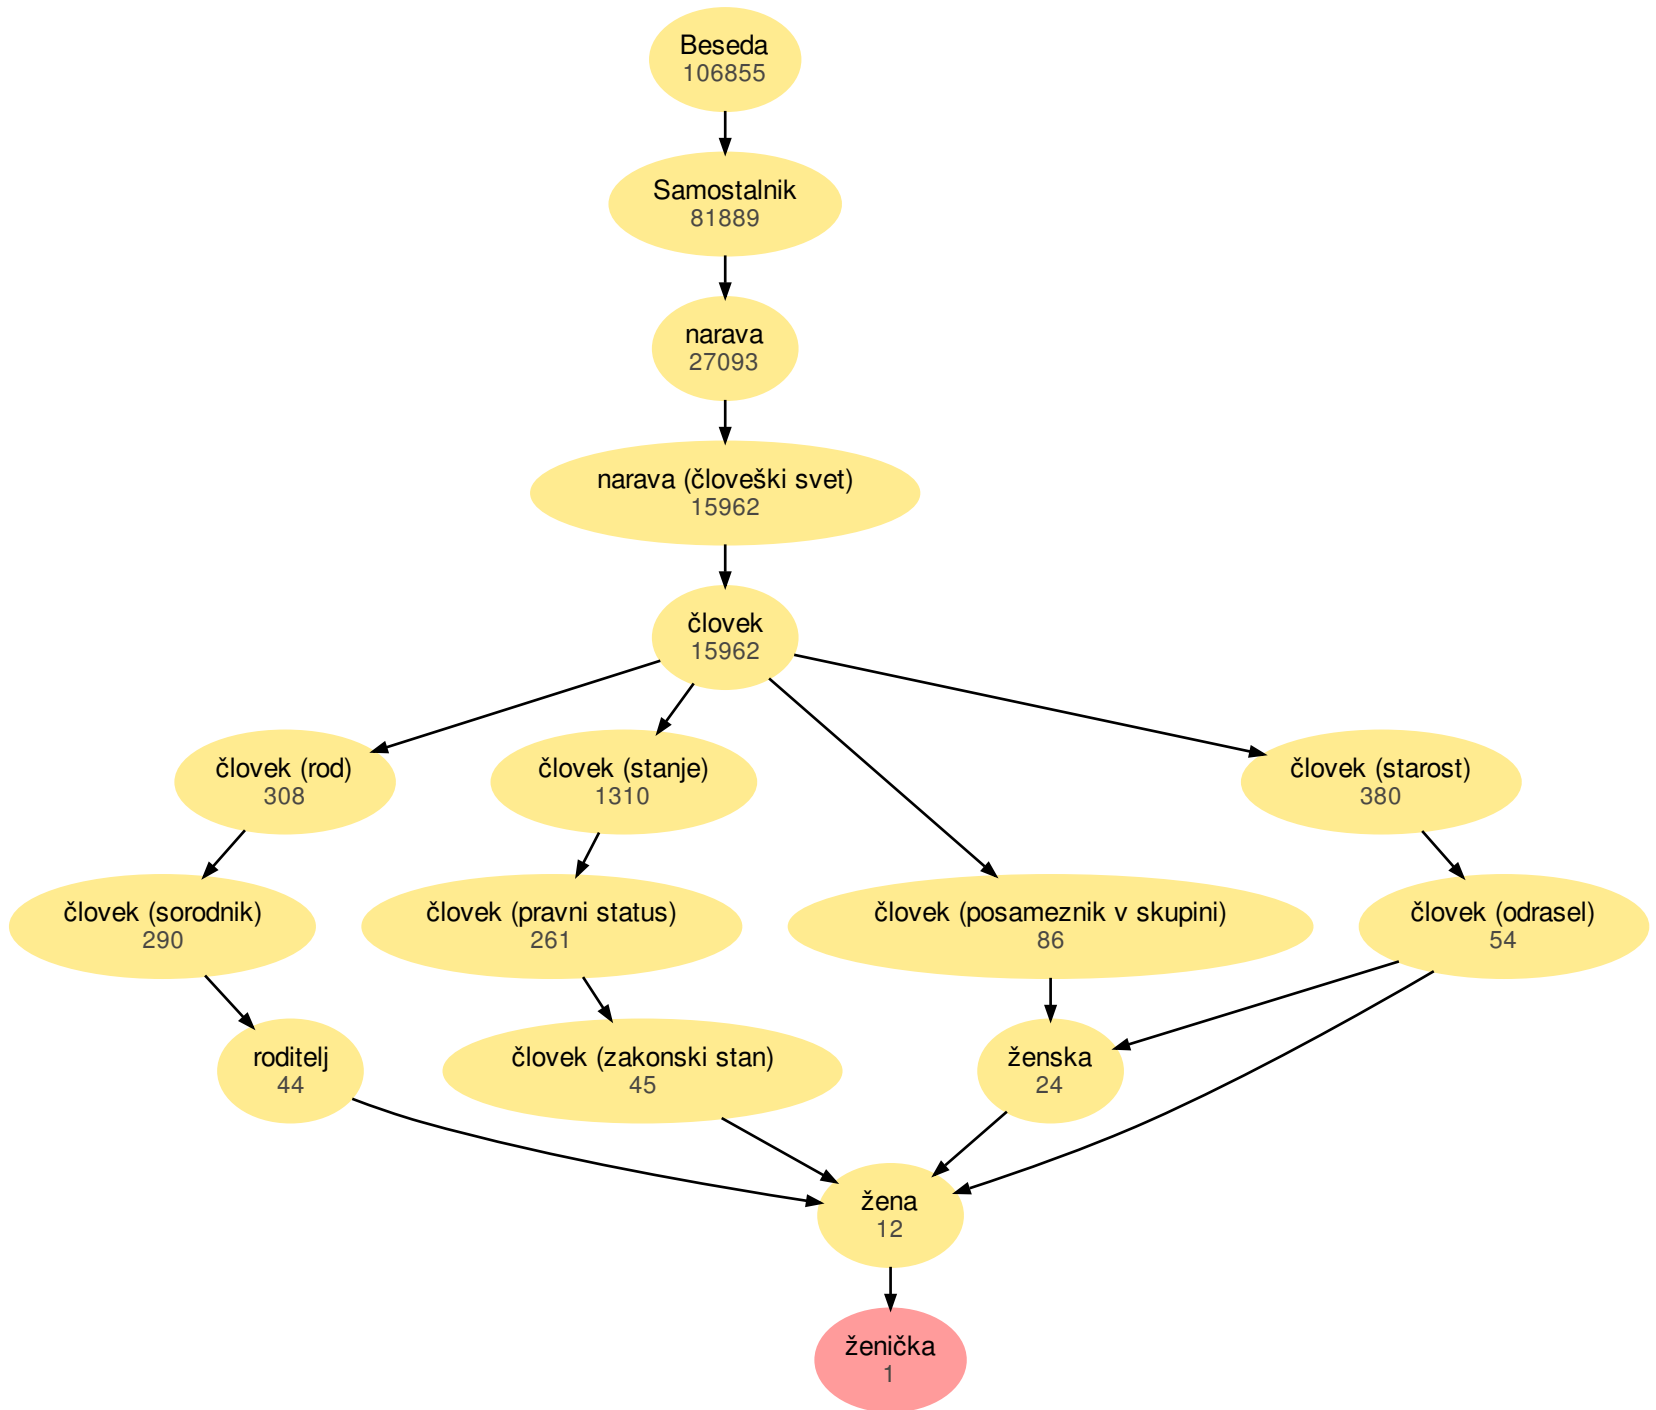 Beseda
106855
Samostalnik
81889
narava
27093
narava (človeški svet)
15962
človek
15962
človek (rod)
308
človek (stanje)
1310
človek (starost)
380
človek (sorodnik)
290
človek (pravni status)
261
človek (posameznik v skupini)
86
človek (odrasel)
54
roditelj
44
človek (zakonski stan)
45
ženska
24
žena
12
ženička
1